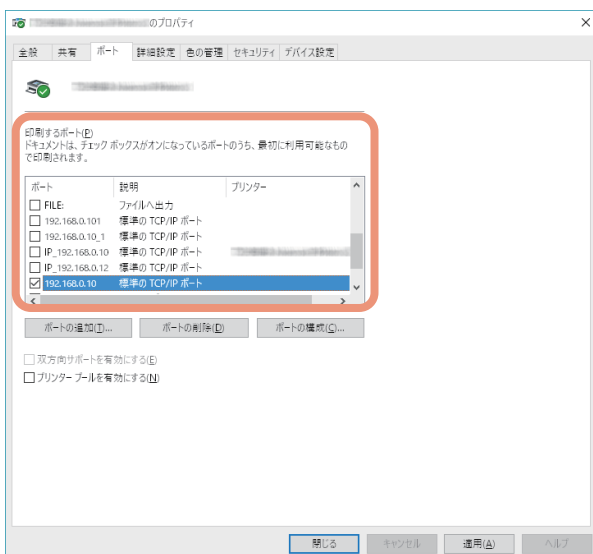 のプロパティ
全般 共有 ポート 詳細設定 色の管理 セキュリティ デバイス設定
印刷するポート(P)
ドキュメントは、チェック ボックスがオンになっているポートのうち、最初に利用可能なもの
で印刷されます。
ポート 説明 プリンター
FILE: ファイルへ出力
192.168.0.101 標準の TCP/IP ポート
192.168.0.10_1 標準の TCP/IP ポート
IP_192.168.0.10 標準の TCP/IP ポート
IP_192.168.0.12 標準の TCP/IP ポート
192.168.0.10 標準の TCP/IP ポート
ポートの追加(T)... ポートの削除(D) ポートの構成(C)...
双方向サポートを有効にする(E)
プリンター プールを有効にする(N)
閉じる キャンセル 適用(A) ヘルプ